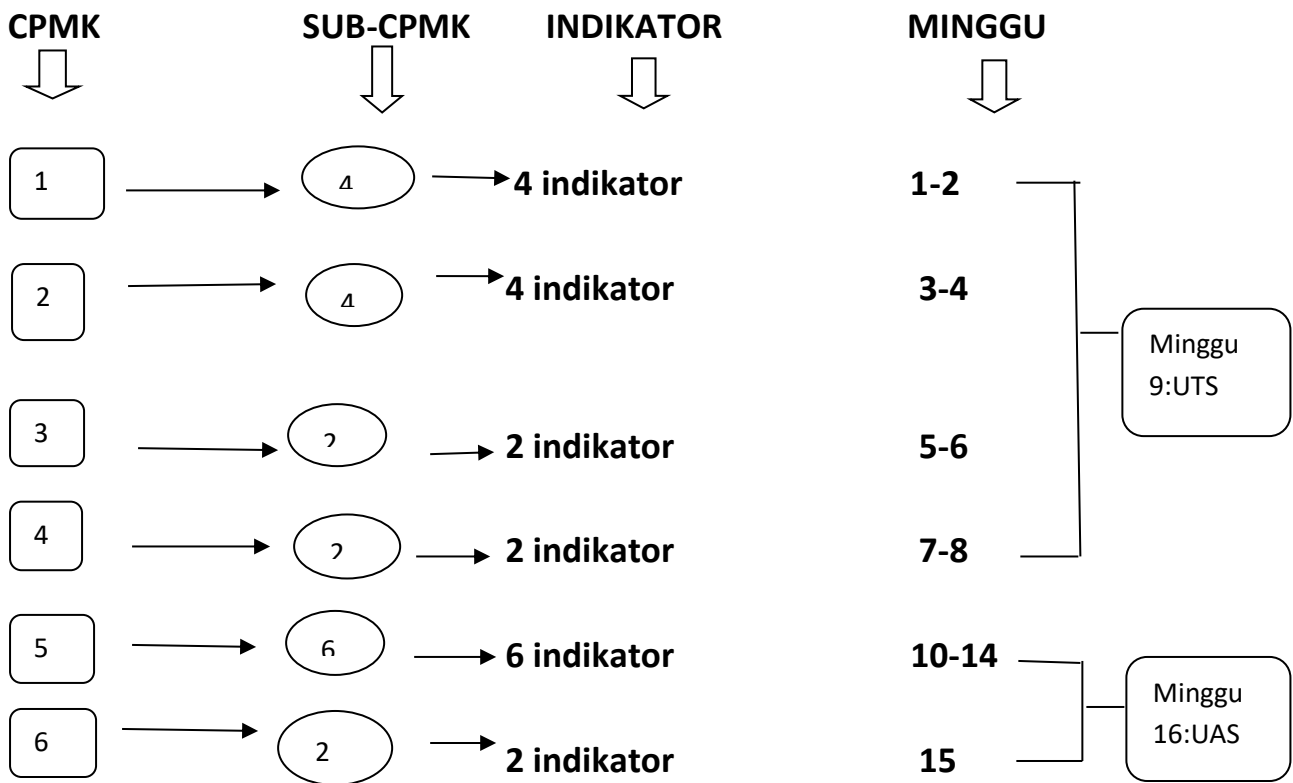 CPMK SUB-CPMK INDIKATOR MINGGU
1 4 4 indikator 1-2
2 4 4 indikator 3-4
Minggu
9:UTS
3 2 2 indikator 5-6
4 2 2 indikator 7-8
5 6 6 indikator 10-14
Minggu
16:UAS
6 2 2 indikator 15